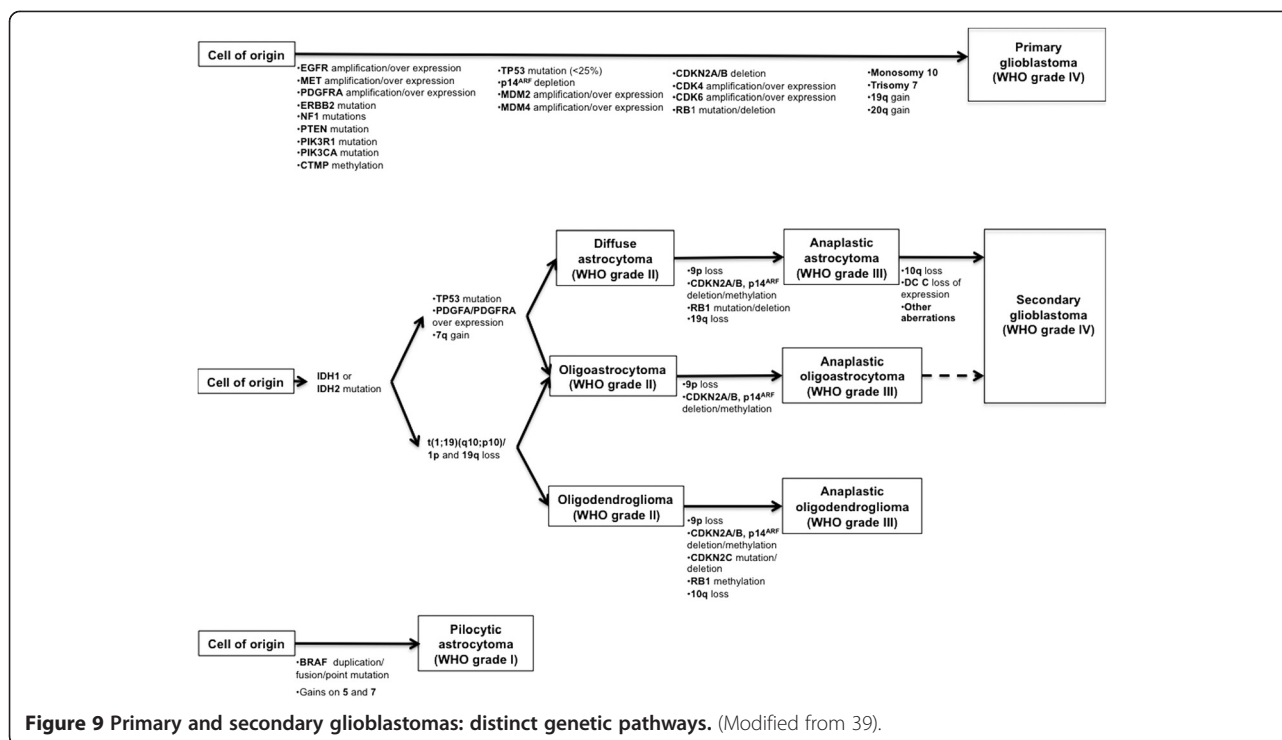 Cell of origin
•EGFR amplification/over expression
•MET amplification/over expression
•PDGFRA amplification/over expression
•ERBB2 mutation
•NF1 mutations
•PTEN mutation
•PIK3R1 mutation
•PIK3CA mutation
•CTMP methylation
•TP53 mutation (<25%)
•p14ARF depletion
•MDM2 amplification/over expression
•MDM4 amplification/over expression
•CDKN2A/B deletion
•CDK4 amplification/over expression
•CDK6 amplification/over expression
•RB1 mutation/deletion
•Monosomy 10
•Trisomy 7
•19q gain
•20q gain
Primary
glioblastoma
(WHO grade IV)
Cell of origin
IDH1 or
IDH2 mutation
•TP53 mutation
•PDGFA/PDGFRA
over expression
•7q gain
t(1;19)(q10;p10)/
1p and 19q loss
Diffuse
astrocytoma
(WHO grade II)
•9p loss
•CDKN2A/B, p14ARF
deletion/methylation
•RB1 mutation/deletion
•19q loss
Anaplastic
astrocytoma
(WHO grade III)
•10q loss
•DC C loss of
expression
•Other
aberrations
Secondary
glioblastoma
(WHO grade IV)
Oligoastrocytoma
(WHO grade II)
•9p loss
•CDKN2A/B, p14ARF
deletion/methylation
Anaplastic
oligoastrocytoma
(WHO grade III)
Oligodendroglioma
(WHO grade II)
•9p loss
•CDKN2A/B, p14ARF
deletion/methylation
•CDKN2C mutation/
deletion
•RB1 methylation
•10q loss
Anaplastic
oligodendroglioma
(WHO grade III)
Cell of origin
•BRAF duplication/
fusion/point mutation
•Gains on 5 and 7
Pilocytic
astrocytoma
(WHO grade I)
Figure 9 Primary and secondary glioblastomas: distinct genetic pathways. (Modified from 39).